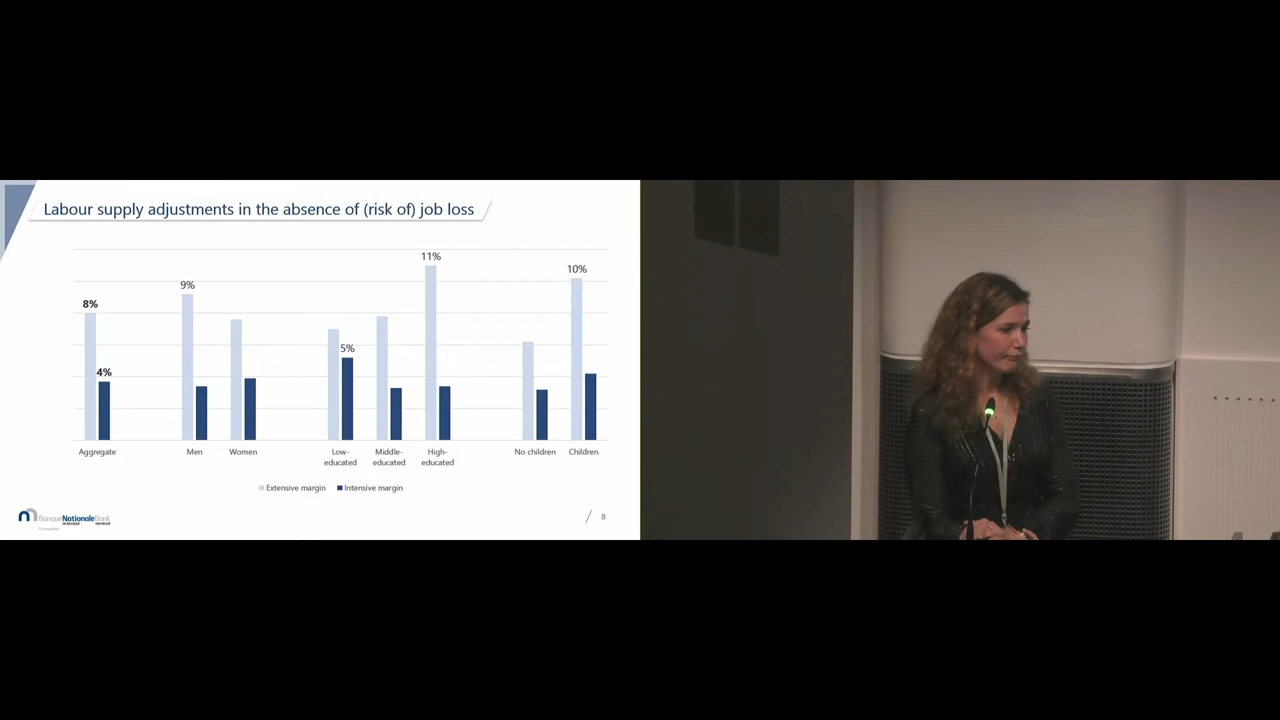 Labour supply adjustments in the absence of (risk of) job loss
11%
10%
9%
8%
5%
4%
Aggregate
Men
Women
Low-
educated
Middle-
educated
High-
educated
No children
Children
Extensive margin
Intensive margin
BanqueNationaleBank
8